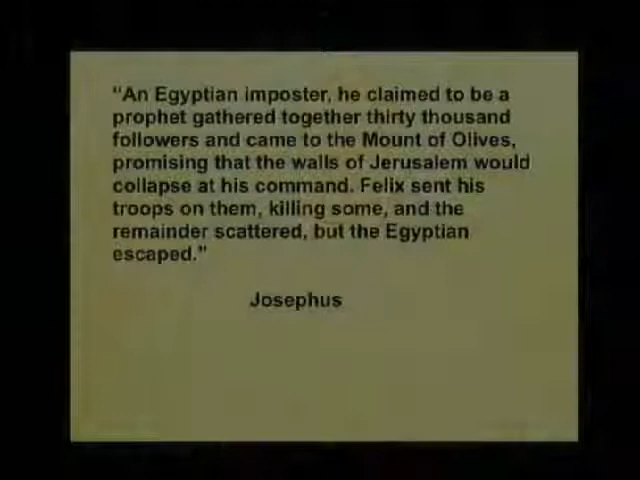 "An Egyptian imposter, he claimed to be a
prophet gathered together thirty thousand
followers and came to the Mount of Olives,
promising that the walls of Jerusalem would
collapse at his command. Felix sent his
troops on them, killing some, and the
remainder scattered, but the Egyptian
escaped."
Josephus